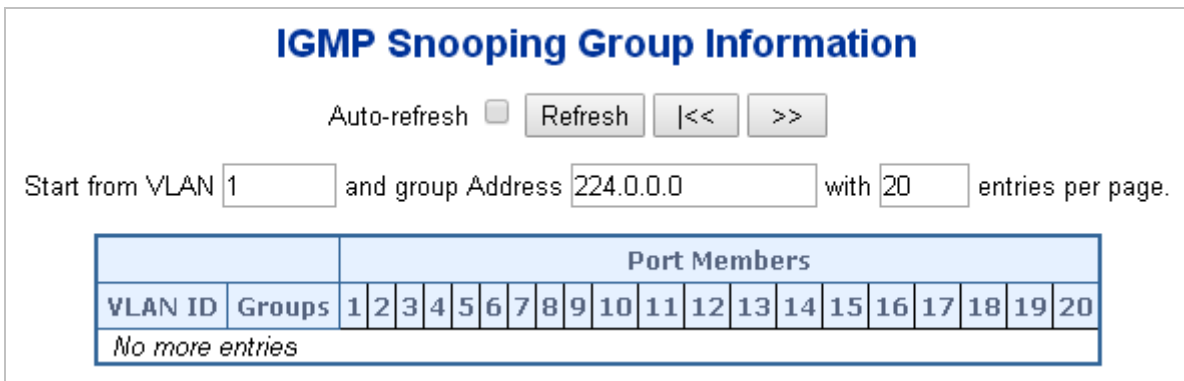 IGMP Snooping Group Information
Auto-refresh Refresh |<< >>
Start from VLAN 1 and group Address 224.0.0.0 with 20 entries per page.
Port Members
VLAN ID Groups 1 2 3 4 5 6 7 8 9 10 11 12 13 14 15 16 17 18 19 20
No more entries